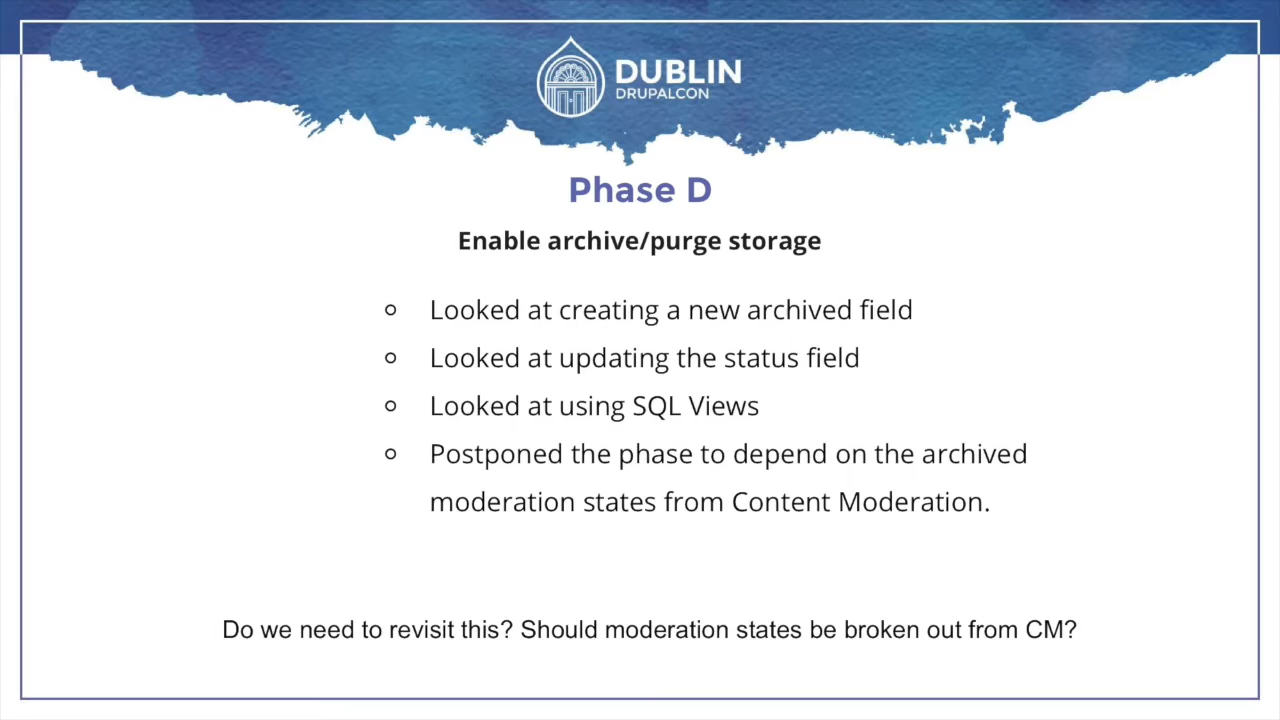 DUBLIN
DRUPALCON
Phase D
Enable archive/purge storage
Looked at creating a new archived field
Looked at updating the status field
Looked at using SQL Views
Postponed the phase to depend on the archived
moderation states from Content Moderation.
Do we need to revisit this? Should moderation states be broken out from CM?